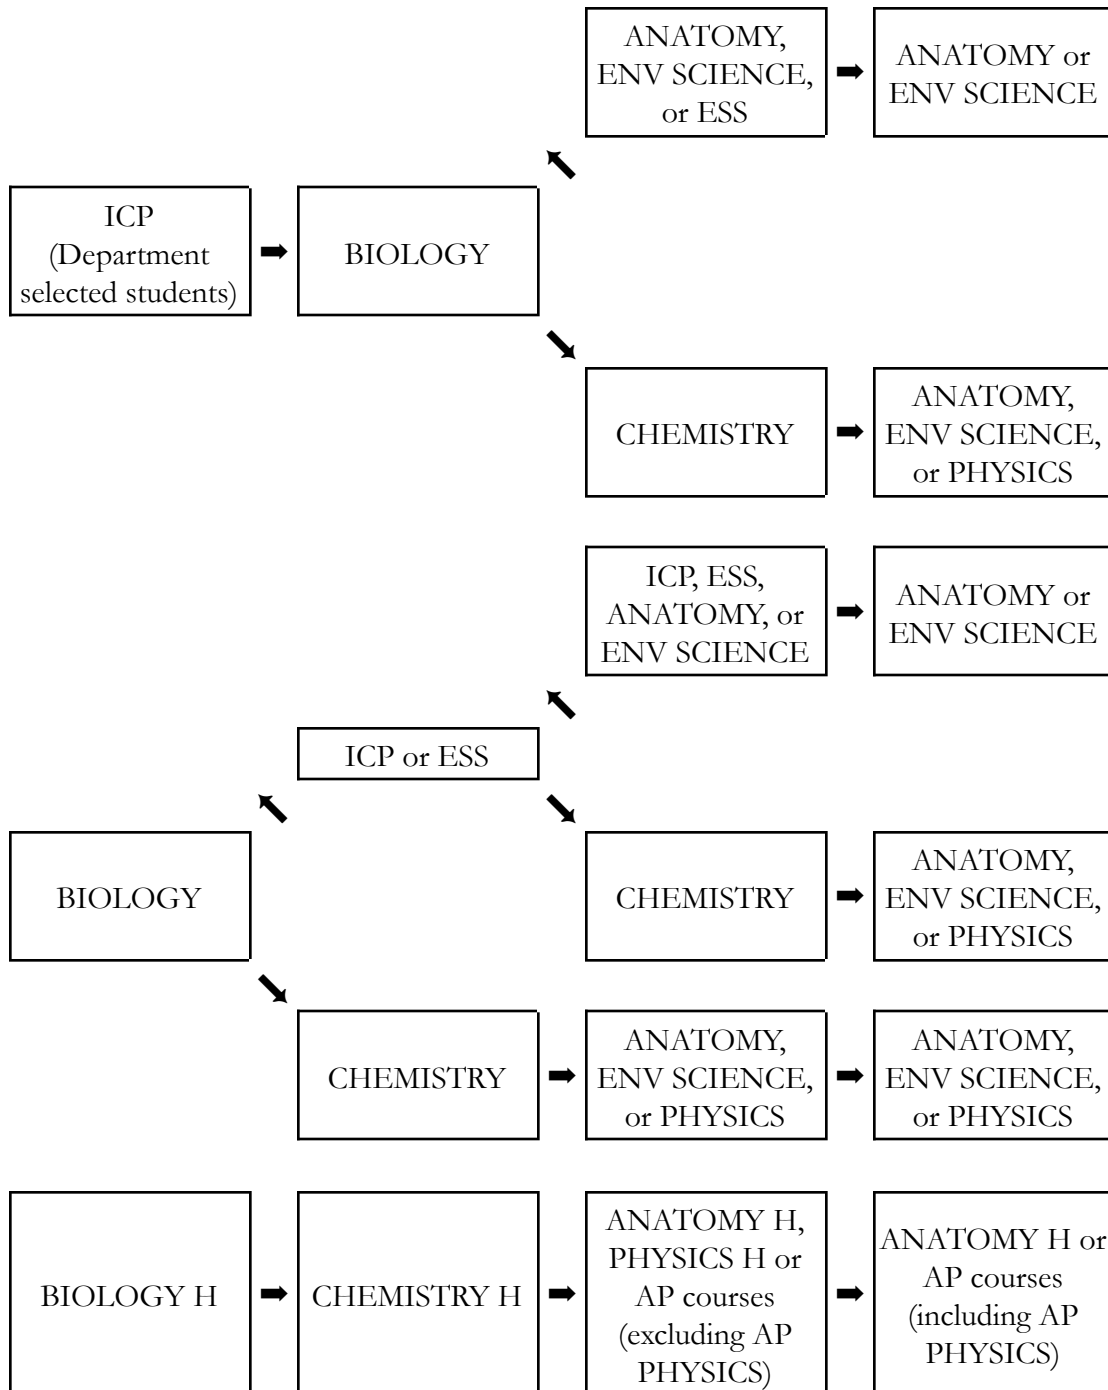 ANATOMY,
ENV SCIENCE,
or ESS
ANATOMY or
ENV SCIENCE
ICP
(Department
selected students)
BIOLOGY
CHEMISTRY
ANATOMY,
ENV SCIENCE,
or PHYSICS
ICP, ESS,
ANATOMY, or
ENV SCIENCE
ANATOMY or
ENV SCIENCE
ICP or ESS
BIOLOGY
CHEMISTRY
ANATOMY,
ENV SCIENCE,
or PHYSICS
CHEMISTRY
ANATOMY,
ENV SCIENCE,
or PHYSICS
ANATOMY,
ENV SCIENCE,
or PHYSICS
BIOLOGY H
CHEMISTRY H
ANATOMY H,
PHYSICS H or
AP courses
(excluding AP
PHYSICS)
ANATOMY H or
AP courses
(including AP
PHYSICS)